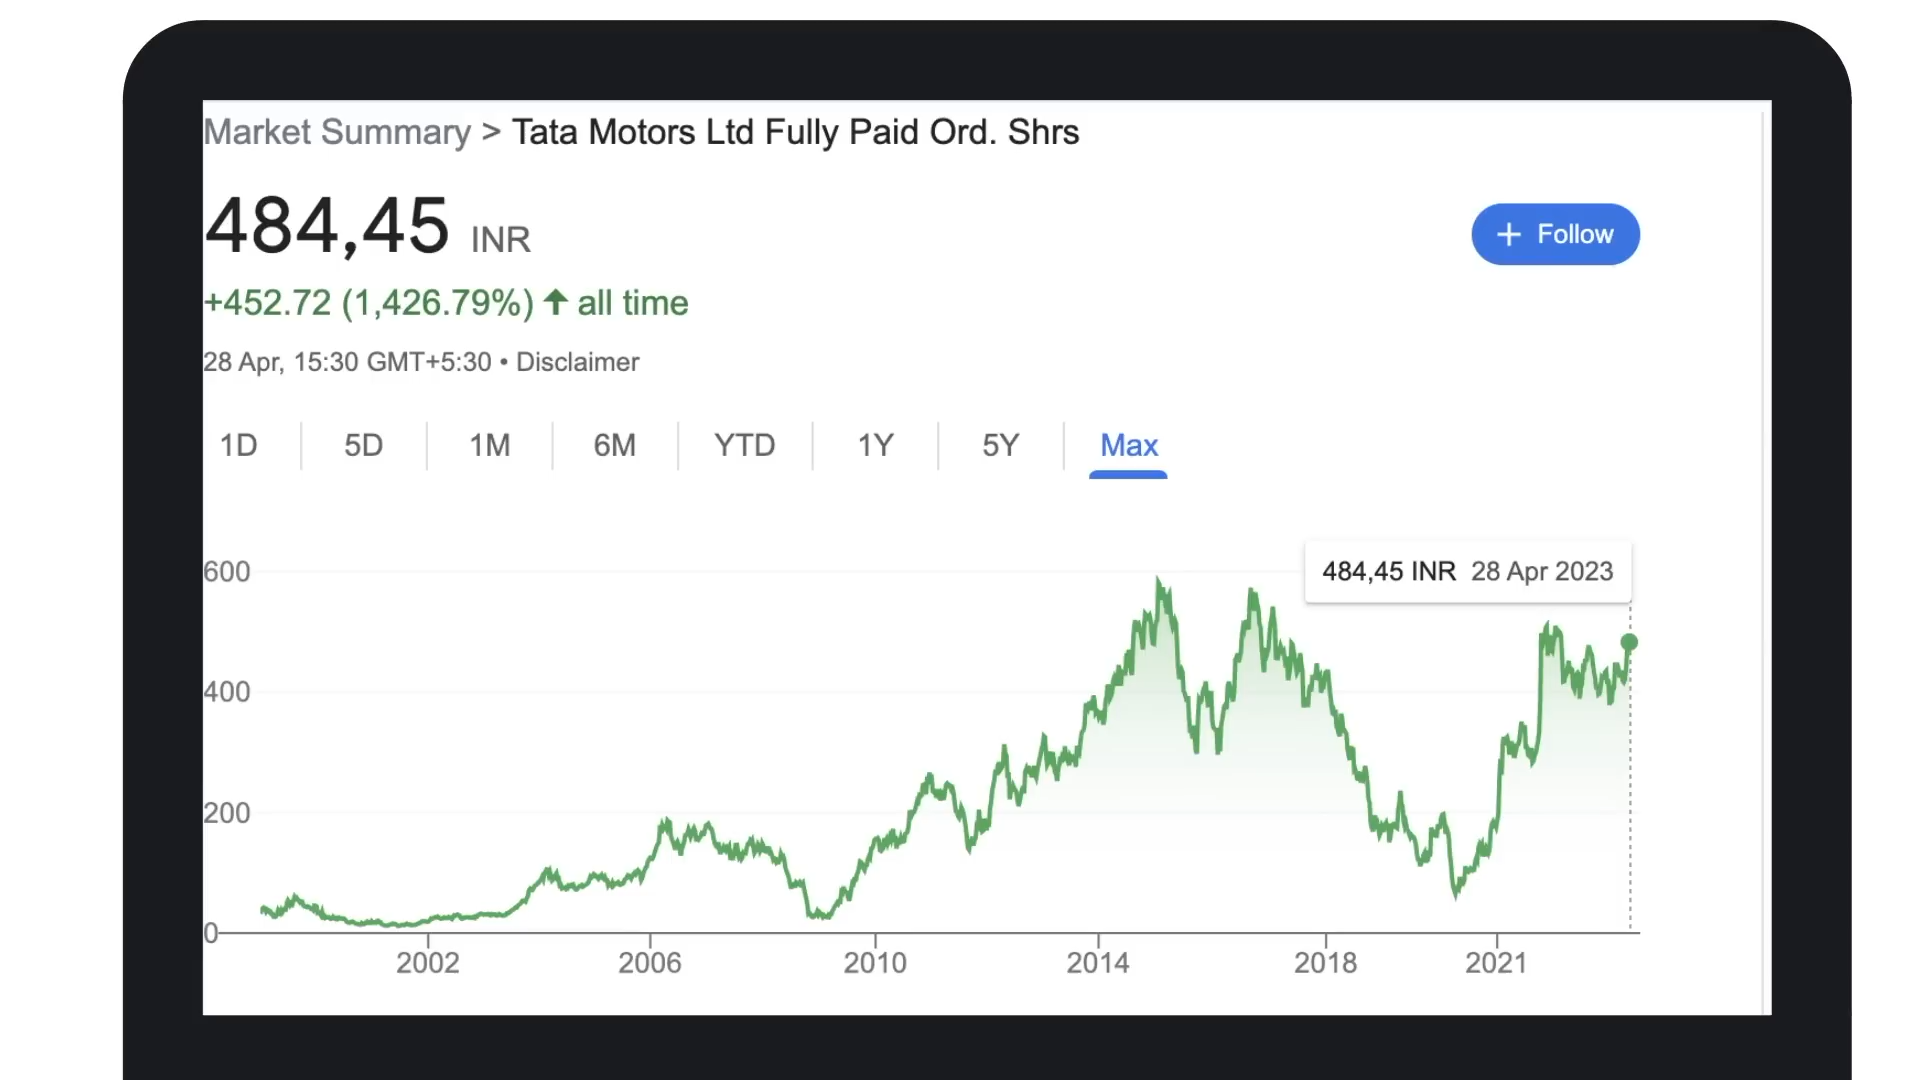 Market Summary > Tata Motors Ltd Fully Paid Ord. Shrs
484,45 INR
+ Follow
+452.72 (1,426.79%) ↑ all time
28 Apr, 15:30 GMT+5:30 • Disclaimer
1D 5D 1M 6M YTD 1Y 5Y Max
484,45 INR 28 Apr 2023
600
400
200
0
2002 2006 2010 2014 2018 2021